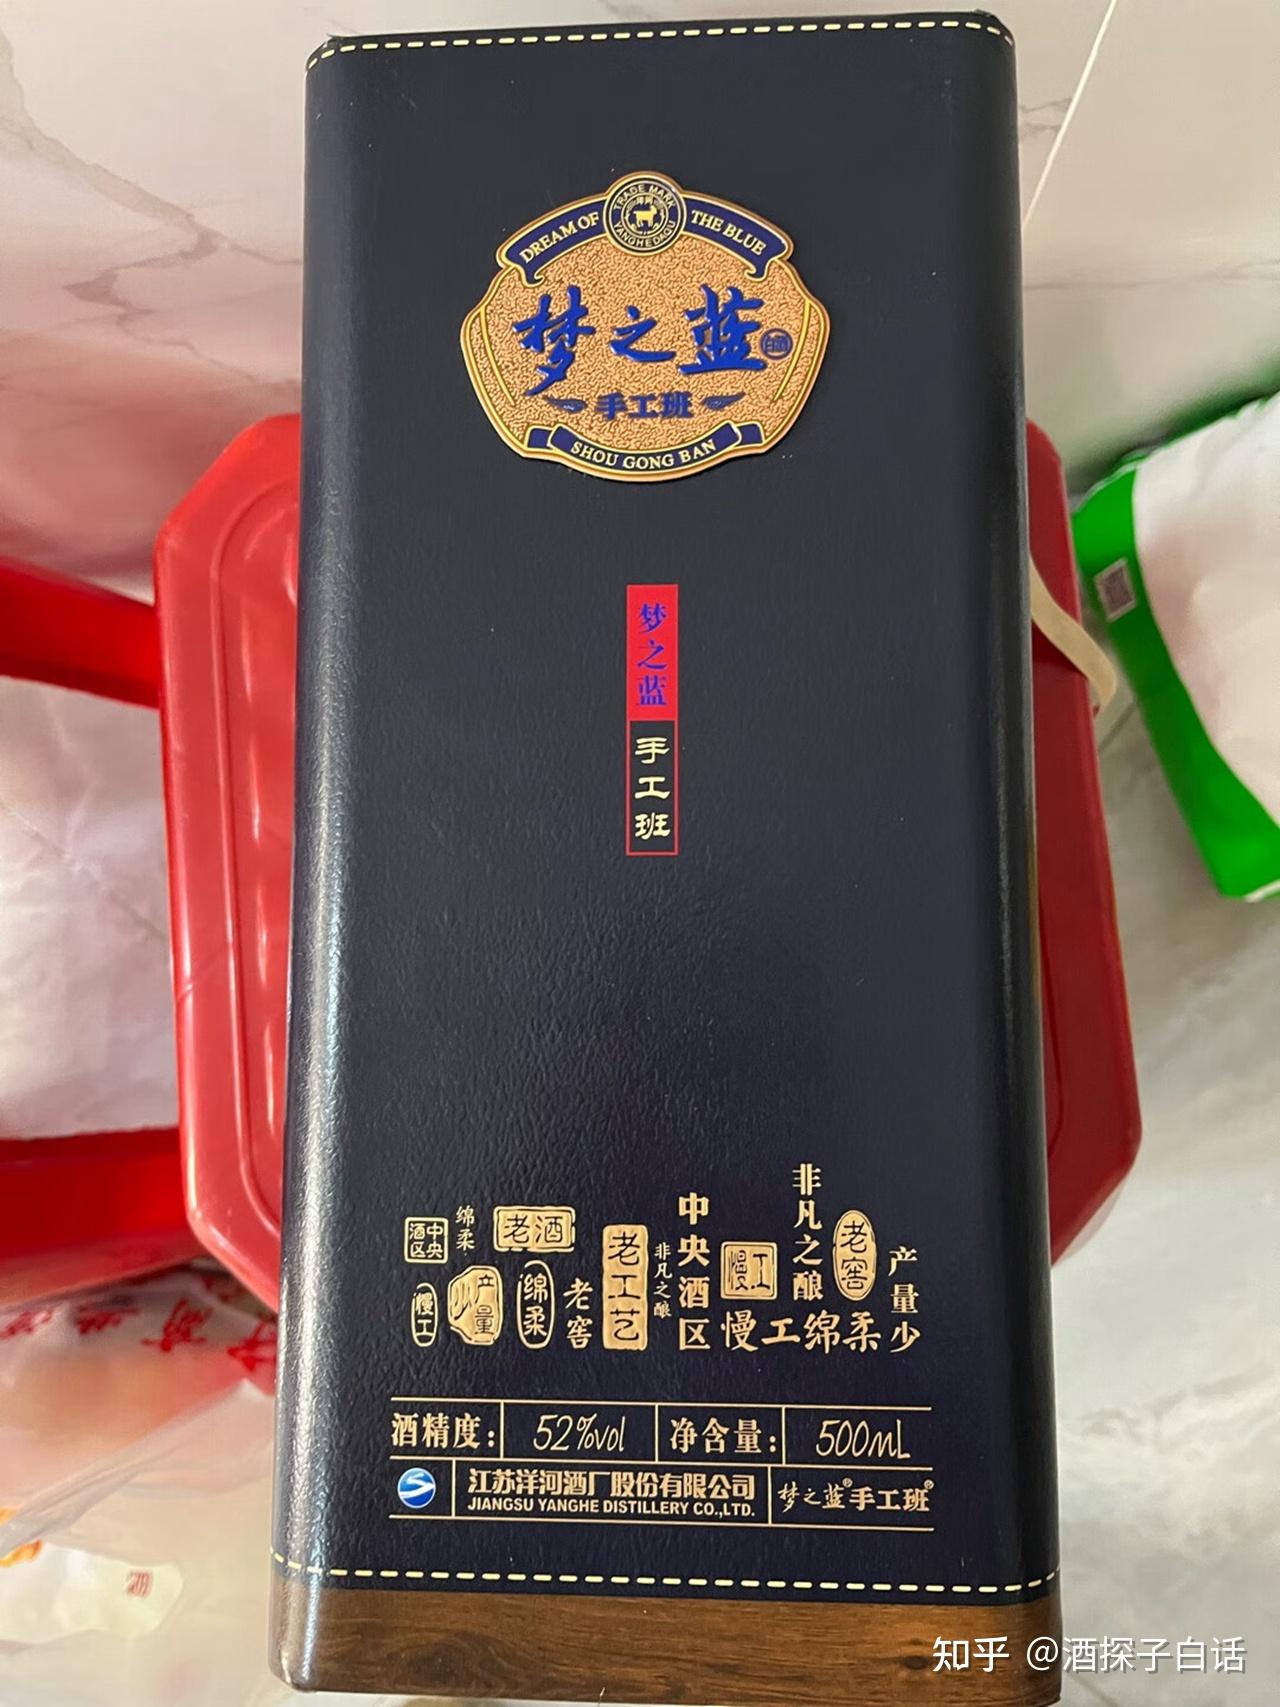 TRADE MARK
洋河
YANGHEDAQU
DREAM OF
THE BLUE
梦之蓝
白酒
手工班
SHOU GONG BAN
梦之蓝
手工班
中央酒区
绵柔
老酒
老工艺
非凡之酿
中央酒区
慢工
非凡之酿
老窖
产量少
慢工
产量少
绵柔
老窖
慢工绵柔
酒精度：
52%vol
净含量：
500mL
江苏洋河酒厂股份有限公司
JIANGSU YANGHE DISTILLERY CO.,LTD.
梦之蓝®手工班®
知乎 @酒探子白话